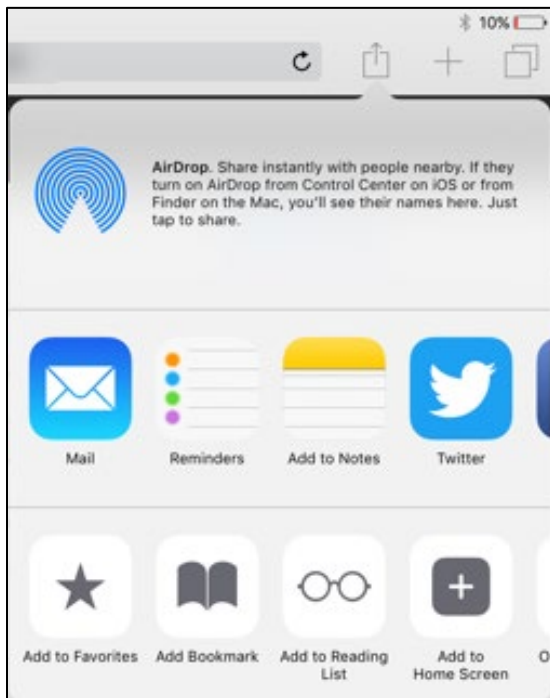 10%
AirDrop. Share instantly with people nearby. If they
turn on AirDrop from Control Center on iOS or from
Finder on the Mac, you'll see their names here. Just
tap to share.
Mail Reminders Add to Notes Twitter
Add to Favorites Add Bookmark Add to Reading List Add to Home Screen O